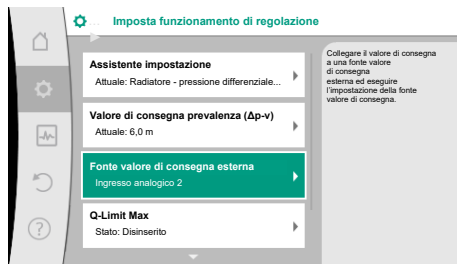 Imposta funzionamento di regolazione
Assistente impostazione
Attuale: Radiatore - pressione differenziale...
Valore di consegna prevalenza (Δp-v)
Attuale: 6,0 m
Fonte valore di consegna esterna
Ingresso analogico 2
Q-Limit Max
Stato: Disinserito
Collegare il valore di consegna
a una fonte valore
di consegna
esterna ed eseguire
l'impostazione della fonte
valore di consegna.